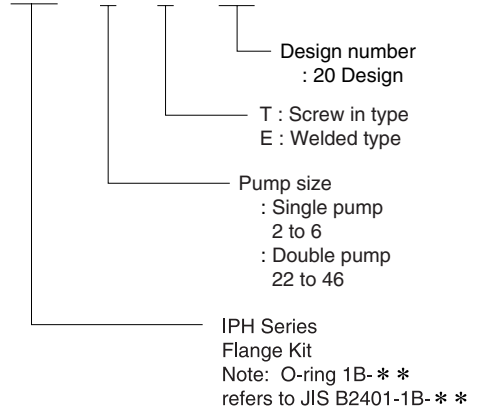 Design number
: 20 Design
T : Screw in type
E : Welded type
Pump size
: Single pump
2 to 6
: Double pump
22 to 46
IPH Series
Flange Kit
Note: O-ring 1B-＊＊
refers to JIS B2401-1B-＊＊